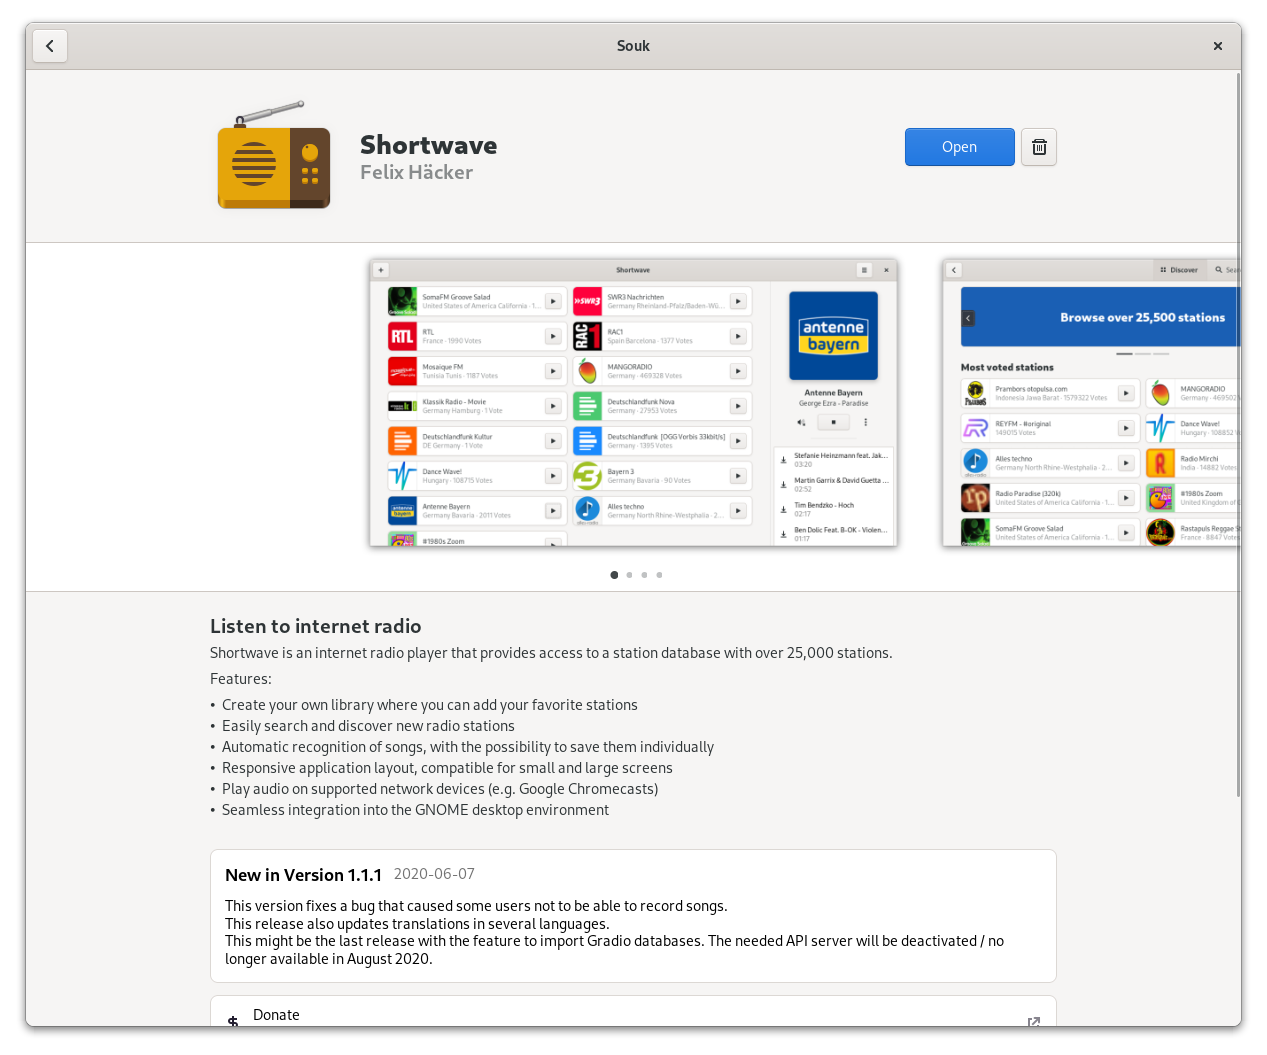 Souk
Shortwave
Felix Häcker
Open
Shortwave
SomaFM Groove Salad
United States of America California · 1...
SWR3 Nachrichten
Germany Rheinland-Pfalz/Baden-Wü...
RTL
France · 1990 Votes
RAC1
Spain Barcelona · 1377 Votes
Mosaique FM
Tunisia Tunis · 1187 Votes
MANGORADIO
Germany · 469328 Votes
Klassik Radio - Movie
Germany Hamburg · 1 Vote
Deutschlandfunk Nova
Germany · 27953 Votes
Deutschlandfunk Kultur
DE Germany · 1 Vote
Deutschlandfunk [OGG Vorbis 33kbit/s]
Germany · 1395 Votes
Dance Wave!
Hungary · 108715 Votes
Bayern 3
Germany Bavaria · 90 Votes
Antenne Bayern
Germany Bavaria · 2011 Votes
Alles techno
Germany North Rhine-Westphalia · 2...
#1980s Zoom
antenne
bayern
Antenne Bayern
George Ezra - Paradise
Stefanie Heinzmann feat. Jak...
03:20
Martin Garrix & David Guetta ...
02:52
Tim Bendzko - Hoch
02:17
Ben Dolic Feat. B-OK - Violen...
01:17
Discover
Browse over 25,500 stations
Most voted stations
Prambors otopulsa.com
Indonesia Jawa Barat · 1579322 Votes
MANGORADIO
Germany · 469502
REYFM - #original
149015 Votes
Dance Wave!
Hungary · 108852 V
Alles techno
Germany North Rhine-Westphalia · 2...
Radio Mirchi
India · 14882 Votes
Radio Paradise (320k)
United States of America California · 1...
#1980s Zoom
United Kingdom of
SomaFM Groove Salad
United States of America California · 1...
Rastapuis Reggae
France · 8847 Votes
Listen to internet radio
Shortwave is an internet radio player that provides access to a station database with over 25,000 stations.
Features:
• Create your own library where you can add your favorite stations
• Easily search and discover new radio stations
• Automatic recognition of songs, with the possibility to save them individually
• Responsive application layout, compatible for small and large screens
• Play audio on supported network devices (e.g. Google Chromecasts)
• Seamless integration into the GNOME desktop environment
New in Version 1.1.1 2020-06-07
This version fixes a bug that caused some users not to be able to record songs.
This release also updates translations in several languages.
This might be the last release with the feature to import Gradio databases. The needed API server will be deactivated / no
longer available in August 2020.
Donate